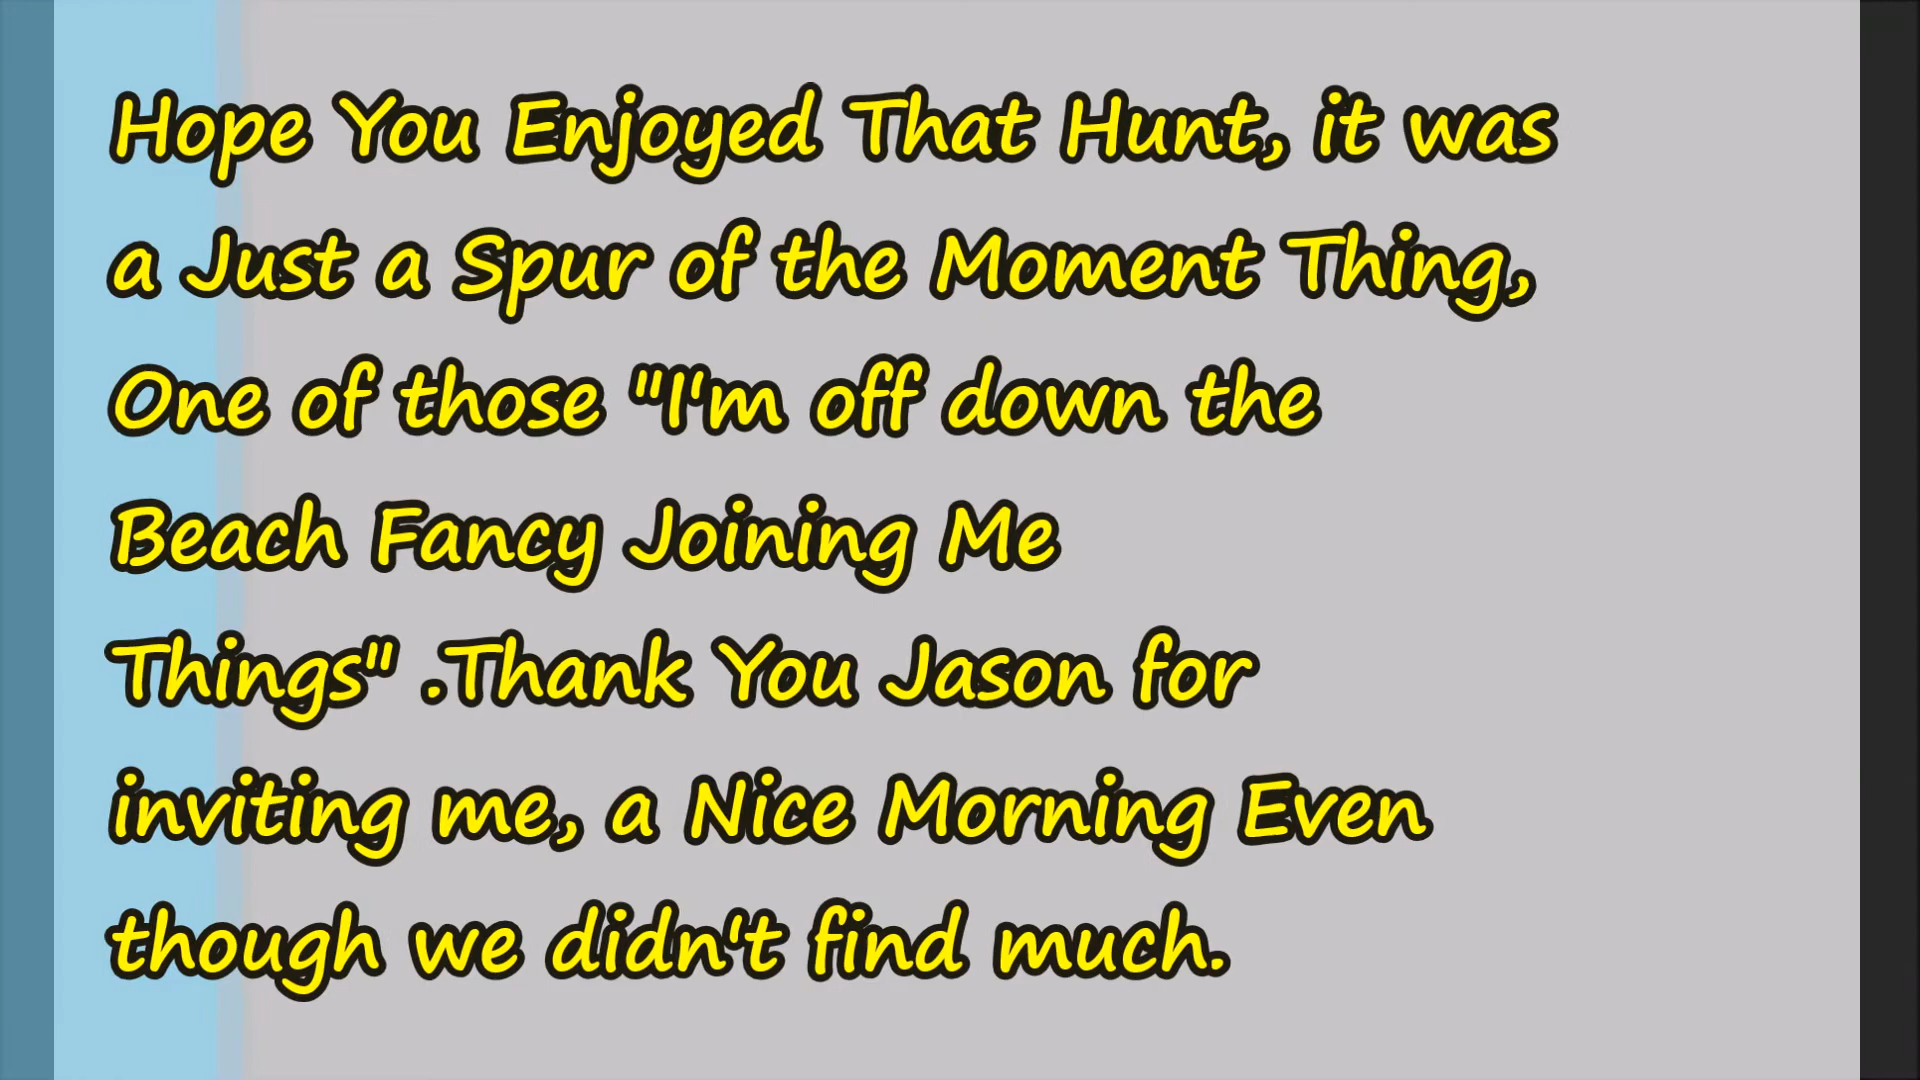 Hope You Enjoyed That Hunt, it was
a Just a Spur of the Moment Thing,
One of those "I'm off down the
Beach Fancy Joining Me
Things" .Thank You Jason for
inviting me, a Nice Morning Even
though we didn't find much.